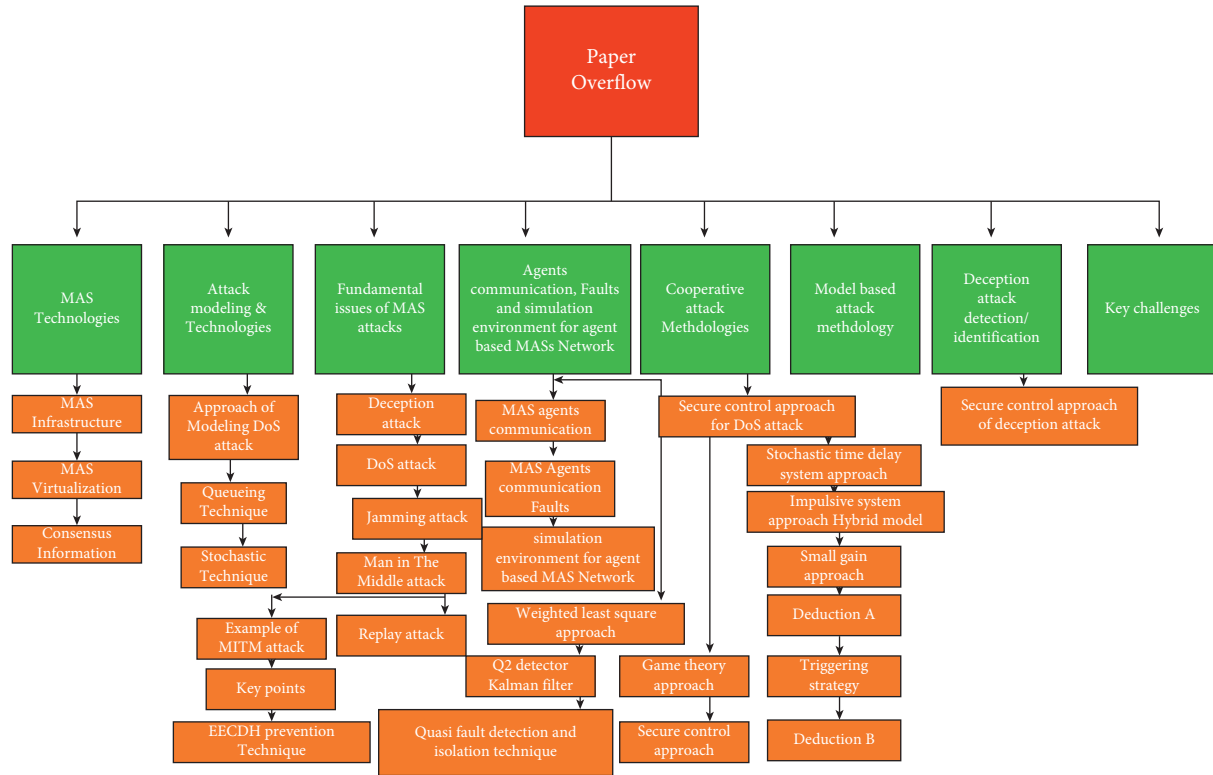 Paper
Overflow
MAS
Technologies
Attack
modeling & Technologies
Fundamental
issues of MAS
attacks
Agents
communication, Faults
and simulation
environment for agent
based MASs Network
Cooperative
attack
Methdologies
Model based
attack
methdology
Deception
attack
detection/
identification
Key challenges
MAS
Infrastructure
MAS
Virtualization
Consensus
Information
Approach of
Modeling DoS
attack
Queueing
Technique
Stochastic
Technique
Deception
attack
DoS attack
Jamming attack
Man in The
Middle attack
Example of
MITM attack
Key points
EECDH prevention
Technique
Replay attack
MAS agents
communication
MAS Agents
communication
Faults
simulation
environment for agent
based MAS Network
Weighted least square
approach
Q2 detector
Kalman filter
Quasi fault detection and
isolation technique
Secure control approach
for DoS attack
Game theory
approach
Secure control
approach
Stochastic time delay
system approach
Impulsive system
approach Hybrid model
Small gain
approach
Deduction A
Triggering
strategy
Deduction B
Secure control approach
of deception attack